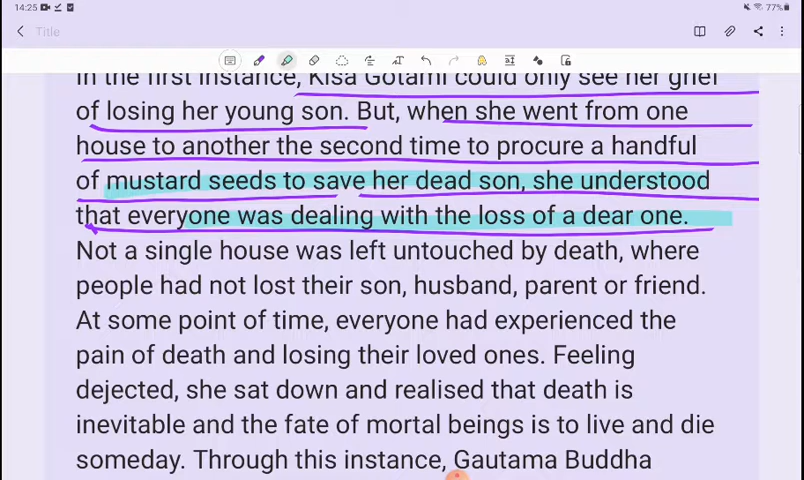 14:25
77%
Title
In the first instance, Kisa Gotami could only see her grief
of losing her young son. But, when she went from one
house to another the second time to procure a handful
of mustard seeds to save her dead son, she understood
that everyone was dealing with the loss of a dear one.
Not a single house was left untouched by death, where
people had not lost their son, husband, parent or friend.
At some point of time, everyone had experienced the
pain of death and losing their loved ones. Feeling
dejected, she sat down and realised that death is
inevitable and the fate of mortal beings is to live and die
someday. Through this instance, Gautama Buddha